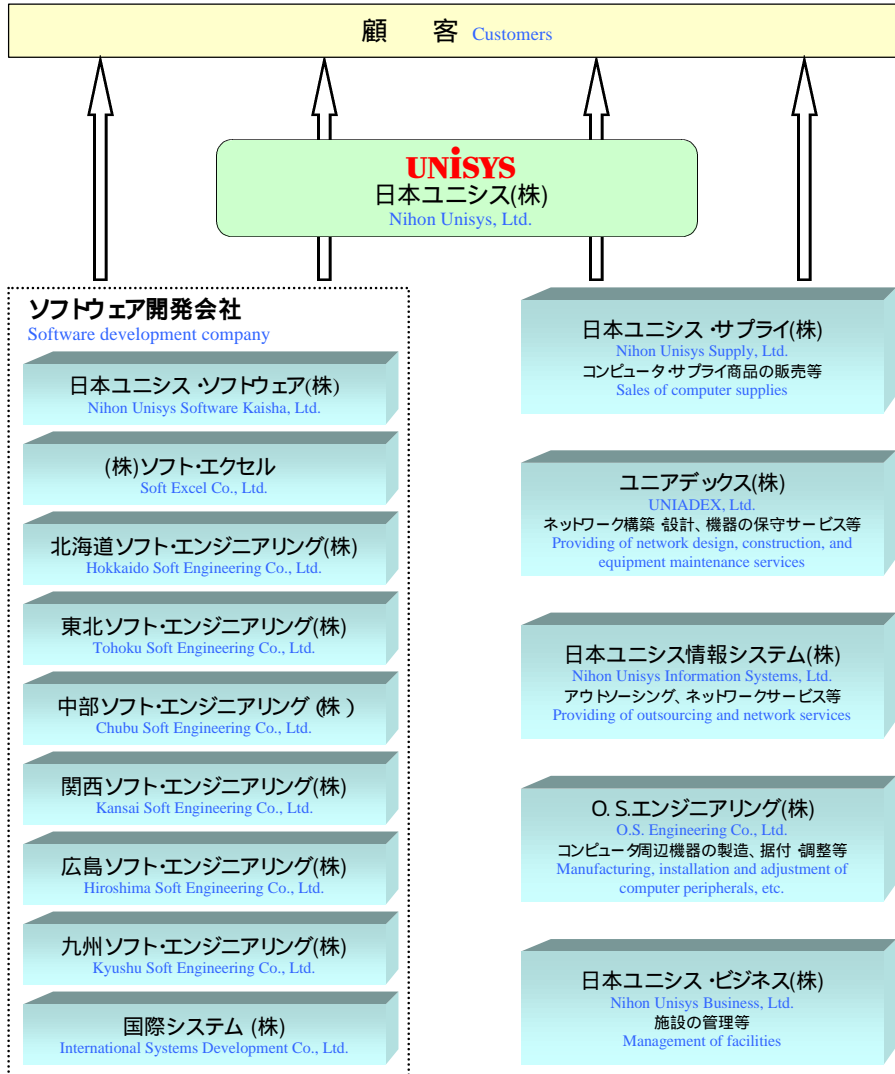 顧　客 Customers
UNISYS
日本ユニシス(株)
Nihon Unisys, Ltd.
ソフトウェア開発会社
Software development company
日本ユニシス・ソフトウェア(株)
Nihon Unisys Software Kaisha, Ltd.
(株)ソフト・エクセル
Soft Excel Co., Ltd.
北海道ソフト・エンジニアリング(株)
Hokkaido Soft Engineering Co., Ltd.
東北ソフト・エンジニアリング(株)
Tohoku Soft Engineering Co., Ltd.
中部ソフト・エンジニアリング(株)
Chubu Soft Engineering Co., Ltd.
関西ソフト・エンジニアリング(株)
Kansai Soft Engineering Co., Ltd.
広島ソフト・エンジニアリング(株)
Hiroshima Soft Engineering Co., Ltd.
九州ソフト・エンジニアリング(株)
Kyushu Soft Engineering Co., Ltd.
国際システム(株)
International Systems Development Co., Ltd.
日本ユニシス・サプライ(株)
Nihon Unisys Supply, Ltd.
コンピュータ・サプライ商品の販売等
Sales of computer supplies
ユニアデックス(株)
UNIADEX, Ltd.
ネットワーク構築・設計、機器の保守サービス等
Providing of network design, construction, and
equipment maintenance services
日本ユニシス情報システム(株)
Nihon Unisys Information Systems, Ltd.
アウトソーシング、ネットワークサービス等
Providing of outsourcing and network services
O.S.エンジニアリング(株)
O.S. Engineering Co., Ltd.
コンピュータ周辺機器の製造、据付・調整等
Manufacturing, installation and adjustment of
computer peripherals, etc.
日本ユニシス・ビジネス(株)
Nihon Unisys Business, Ltd.
施設の管理等
Management of facilities